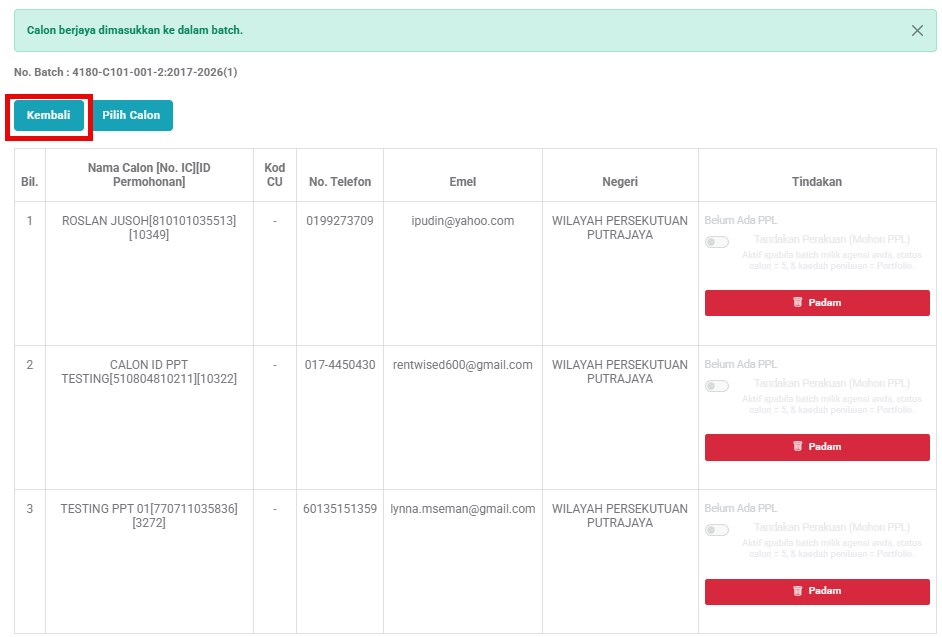 Calon berjaya dimasukkan ke dalam batch.
No. Batch : 4180-C101-001-2:2017-2026(1)
Kembali
Pilih Calon
Bil.
Nama Calon [No. IC][ID
Permohonan]
Kod
CU
No. Telefon
Emel
Negeri
Tindakan
1
ROSLAN JUSOH[810101035513]
[10349]
-
0199273709
ipudin@yahoo.com
WILAYAH PERSEKUTUAN
PUTRAJAYA
Belum Ada PPL
Tandakan Perakuan (Mohon PPL)
Aktif apabila batch milik agensi anda, status
calon = 5, & kaedah penilaian = Portfolio.
Padam
2
CALON ID PPT
TESTING[510804810211][10322]
-
017-4450430
rentwised600@gmail.com
WILAYAH PERSEKUTUAN
PUTRAJAYA
Belum Ada PPL
Tandakan Perakuan (Mohon PPL)
Aktif apabila batch milik agensi anda, status
calon = 5, & kaedah penilaian = Portfolio.
Padam
3
TESTING PPT 01[770711035836]
[3272]
-
60135151359
lynna.mseman@gmail.com
WILAYAH PERSEKUTUAN
PUTRAJAYA
Belum Ada PPL
Tandakan Perakuan (Mohon PPL)
Aktif apabila batch milik agensi anda, status
calon = 5, & kaedah penilaian = Portfolio.
Padam